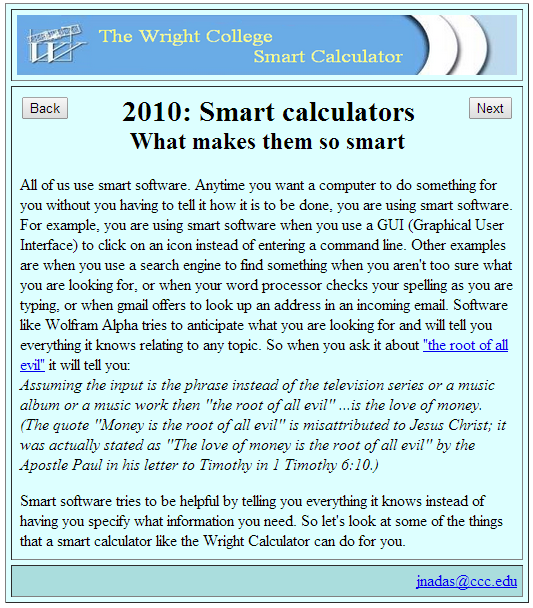 The Wright College
Smart Calculator
Back
2010: Smart calculators
Next
What makes them so smart
All of us use smart software. Anytime you want a computer to do something for
you without you having to tell it how it is to be done, you are using smart software.
For example, you are using smart software when you use a GUI (Graphical User
Interface) to click on an icon instead of entering a command line. Other examples
are when you use a search engine to find something when you aren't too sure what
you are looking for, or when your word processor checks your spelling as you are
typing, or when gmail offers to look up an address in an incoming email. Software
like Wolfram Alpha tries to anticipate what you are looking for and will tell you
everything it knows relating to any topic. So when you ask it about "the root of all
evil" it will tell you:
Assuming the input is the phrase instead of the television series or a music
album or a music work then "the root of all evil" ...is the love of money.
(The quote "Money is the root of all evil" is misattributed to Jesus Christ; it
was actually stated as "The love of money is the root of all evil" by the
Apostle Paul in his letter to Timothy in 1 Timothy 6:10.)
Smart software tries to be helpful by telling you everything it knows instead of
having you specify what information you need. So let's look at some of the things
that a smart calculator like the Wright Calculator can do for you.
jnadas@ccc.edu